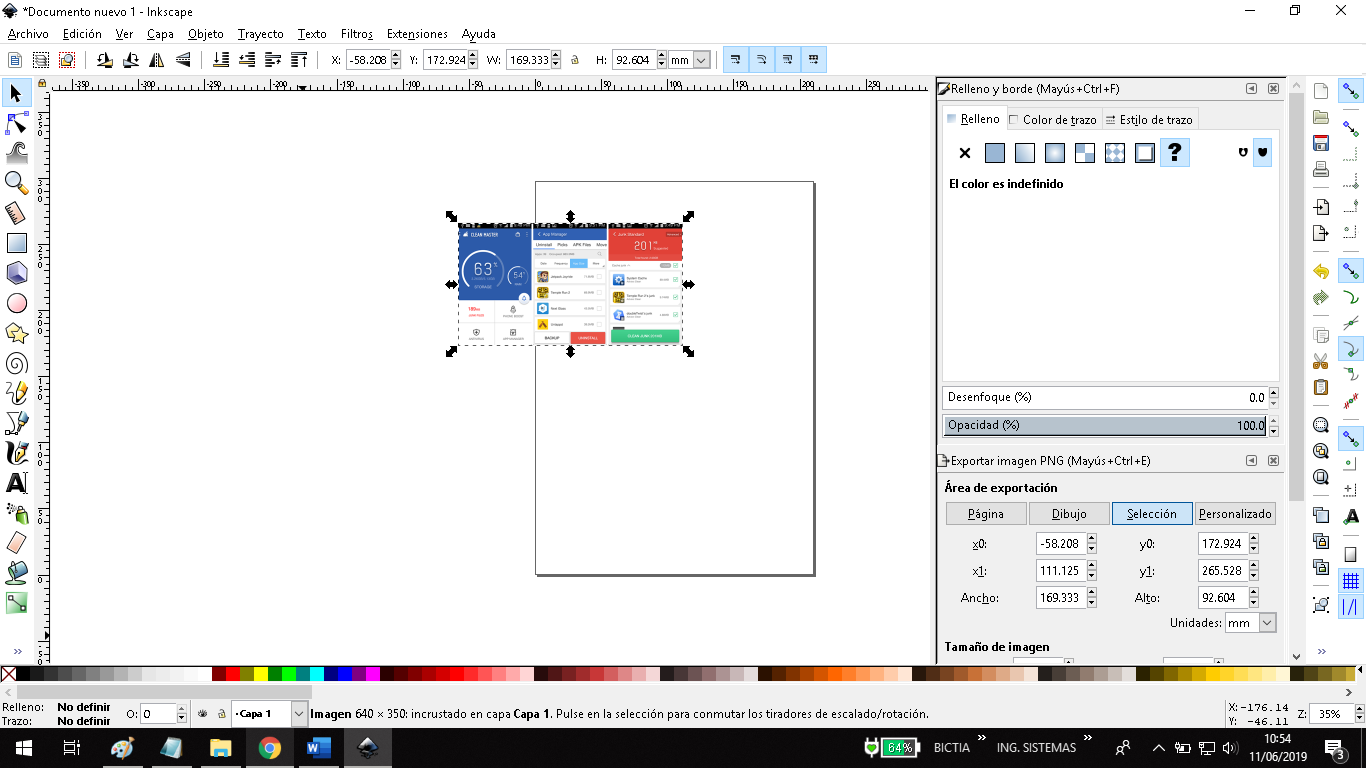 *Documento nuevo 1 - Inkscape
Archivo Edición Ver Capa Objeto Trayecto Texto Filtros Extensiones Ayuda
X: -58.208 Y: 172.924 W: 169.333 H: 92.604 mm
-350 -300 -250 -200 -150 -100 -50 0 50 100 150 200 250
Relleno y borde (Mayús+Ctrl+F)
Relleno Color de trazo Estilo de trazo
?
El color es indefinido
CLEAN MASTER
63%
STORAGE
54°
PHONE BOOST
App Manager
Uninstall Picks APK Files Move
BACKUP UNINSTALL
Junk Standard
201
CLEAN JUNK
Desenfoque (%) 0.0
Opacidad (%) 100.0
Exportar imagen PNG (Mayús+Ctrl+E)
Área de exportación
Página Dibujo Selección Personalizado
x0: -58.208 y0: 172.924
x1: 111.125 y1: 265.528
Ancho: 169.333 Alto: 92.604
Unidades: mm
Tamaño de imagen
Relleno: No definir
Trazo: No definir
O: 0
Capa 1
Imagen 640 × 350: incrustado en capa Capa 1. Pulse en la selección para conmutar los tiradores de escalado/rotación.
X: -176.14
Y: -46.11
Z: 35%
64%
BICTIA
ING. SISTEMAS
10:54
11/06/2019
3